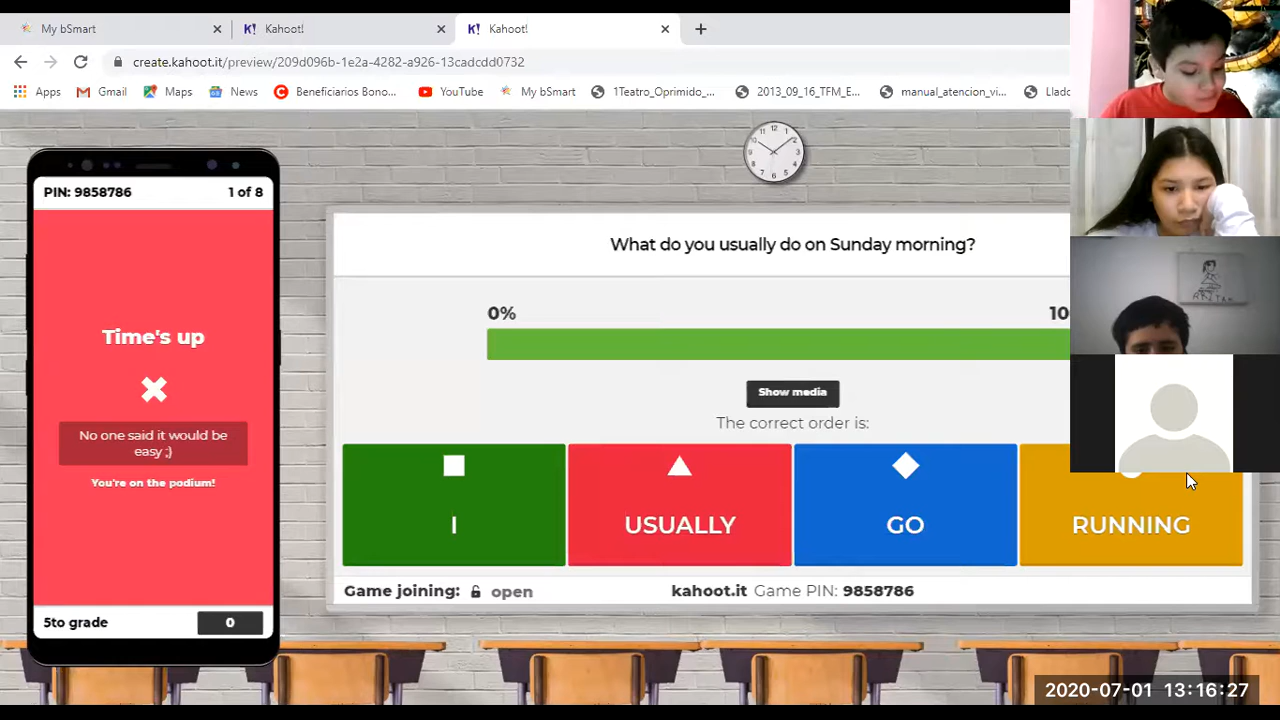 My bSmart
Kahoot!
Kahoot!
create.kahoot.it/preview/209d096b-1e2a-4282-a926-13cadcdd0732
Apps
Gmail
Maps
News
Beneficiarios Bono...
YouTube
My bSmart
1Teatro_Oprimido_...
2013_09_16_TFM_E...
manual_atencion_vi...
Llado
PIN: 9858786
1 of 8
Time's up
No one said it would be
easy ;)
You're on the podium!
5to grade
0
What do you usually do on Sunday morning?
0%
10
Show media
The correct order is:
I
USUALLY
GO
RUNNING
Game joining: open
kahoot.it Game PIN: 9858786
2020-07-01 13:16:27